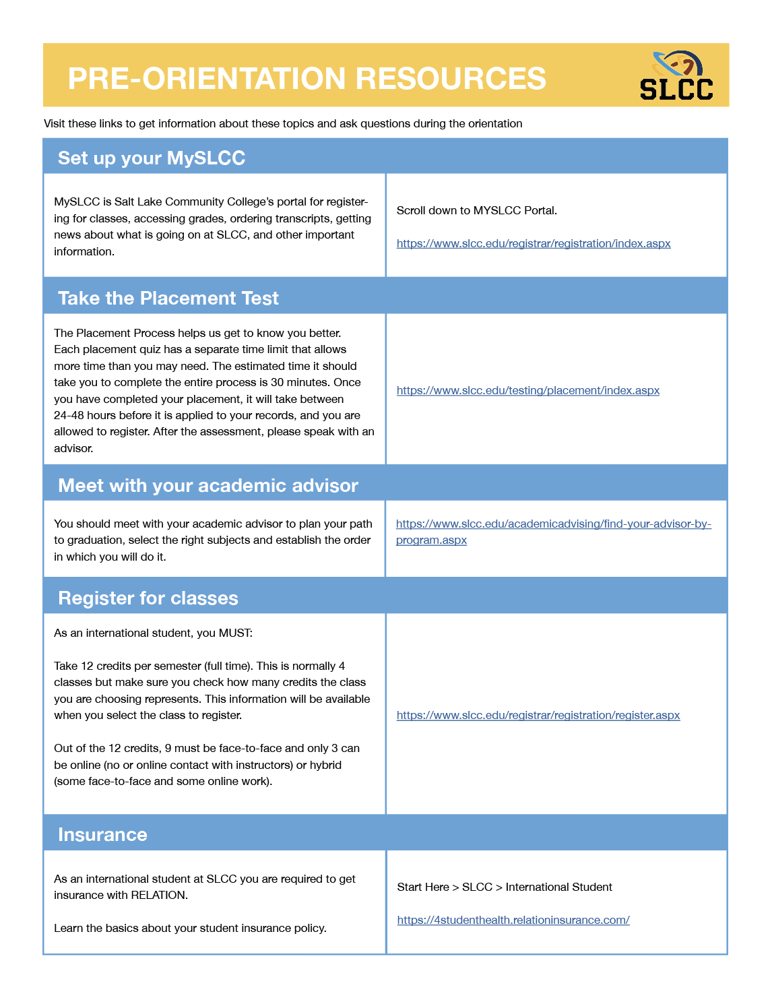 PRE-ORIENTATION RESOURCES
SLCC
Visit these links to get information about these topics and ask questions during the orientation
Set up your MySLCC
MySLCC is Salt Lake Community College's portal for register-
ing for classes, accessing grades, ordering transcripts, getting
news about what is going on at SLCC, and other important
information.
Scroll down to MYSLCC Portal.
https://www.slcc.edu/registrar/registration/index.aspx
Take the Placement Test
The Placement Process helps us get to know you better.
Each placement quiz has a separate time limit that allows
more time than you may need. The estimated time it should
take you to complete the entire process is 30 minutes. Once
you have completed your placement, it will take between
24-48 hours before it is applied to your records, and you are
allowed to register. After the assessment, please speak with an
advisor.
https://www.slcc.edu/testing/placement/index.aspx
Meet with your academic advisor
You should meet with your academic advisor to plan your path
to graduation, select the right subjects and establish the order
in which you will do it.
https://www.slcc.edu/academicadvising/find-your-advisor-by-
program.aspx
Register for classes
As an international student, you MUST:
Take 12 credits per semester (full time). This is normally 4
classes but make sure you check how many credits the class
you are choosing represents. This information will be available
when you select the class to register.
Out of the 12 credits, 9 must be face-to-face and only 3 can
be online (no or online contact with instructors) or hybrid
(some face-to-face and some online work).
https://www.slcc.edu/registrar/registration/register.aspx
Insurance
As an international student at SLCC you are required to get
insurance with RELATION.
Learn the basics about your student insurance policy.
Start Here > SLCC > International Student
https://4studenthealth.relationinsurance.com/